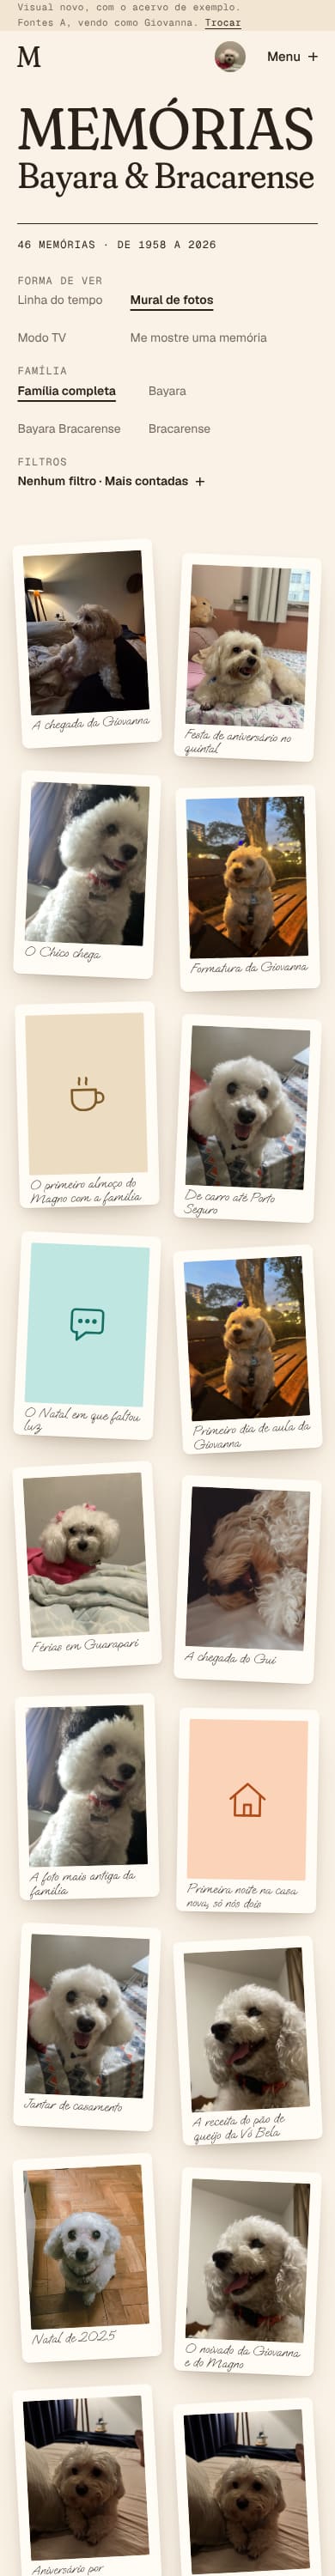 Visual novo, com o acervo de exemplo.
Fontes A, vendo como Giovanna. Trocar
M
Menu +
MEMÓRIAS
Bayara & Bracarense
46 MEMÓRIAS · DE 1958 A 2026
FORMA DE VER
Linha do tempo
Mural de fotos
Modo TV
Me mostre uma memória
FAMÍLIA
Família completa
Bayara
Bayara Bracarense
Bracarense
FILTROS
Nenhum filtro · Mais contadas +
A chegada da Giovanna
Festa de aniversário no
quintal
O Chico chega
Formatura da Giovanna
O primeiro almoço do
Magno com a família
De carro até Porto
Seguro
O Natal em que faltou
luz
Primeiro dia de aula da
Giovanna
Férias em Guarapari
A chegada do Gui
A foto mais antiga da
família
Primeira noite na casa
nova, só nós dois
Jantar de casamento
A receita do pão de
queijo da Vó Bela
Natal de 2025
O noivado da Giovanna
e do Magno
Aniversário por